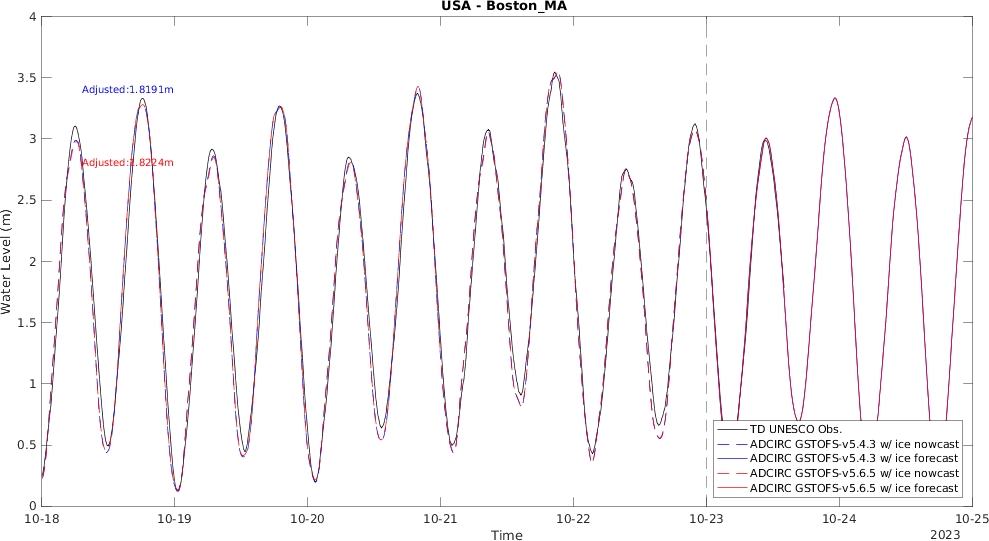 USA - Boston_MA
4
3.5
3
2.5
2
1.5
1
0.5
0
Water Level (m)
Adjusted:1.8191m
Adjusted:1.8224m
TD UNESCO Obs.
ADCIRC GSTOFS-v5.4.3 w/ ice nowcast
ADCIRC GSTOFS-v5.4.3 w/ ice forecast
ADCIRC GSTOFS-v5.6.5 w/ ice nowcast
ADCIRC GSTOFS-v5.6.5 w/ ice forecast
10-18 10-19 10-20 10-21 10-22 10-23 10-24 10-25
Time
2023